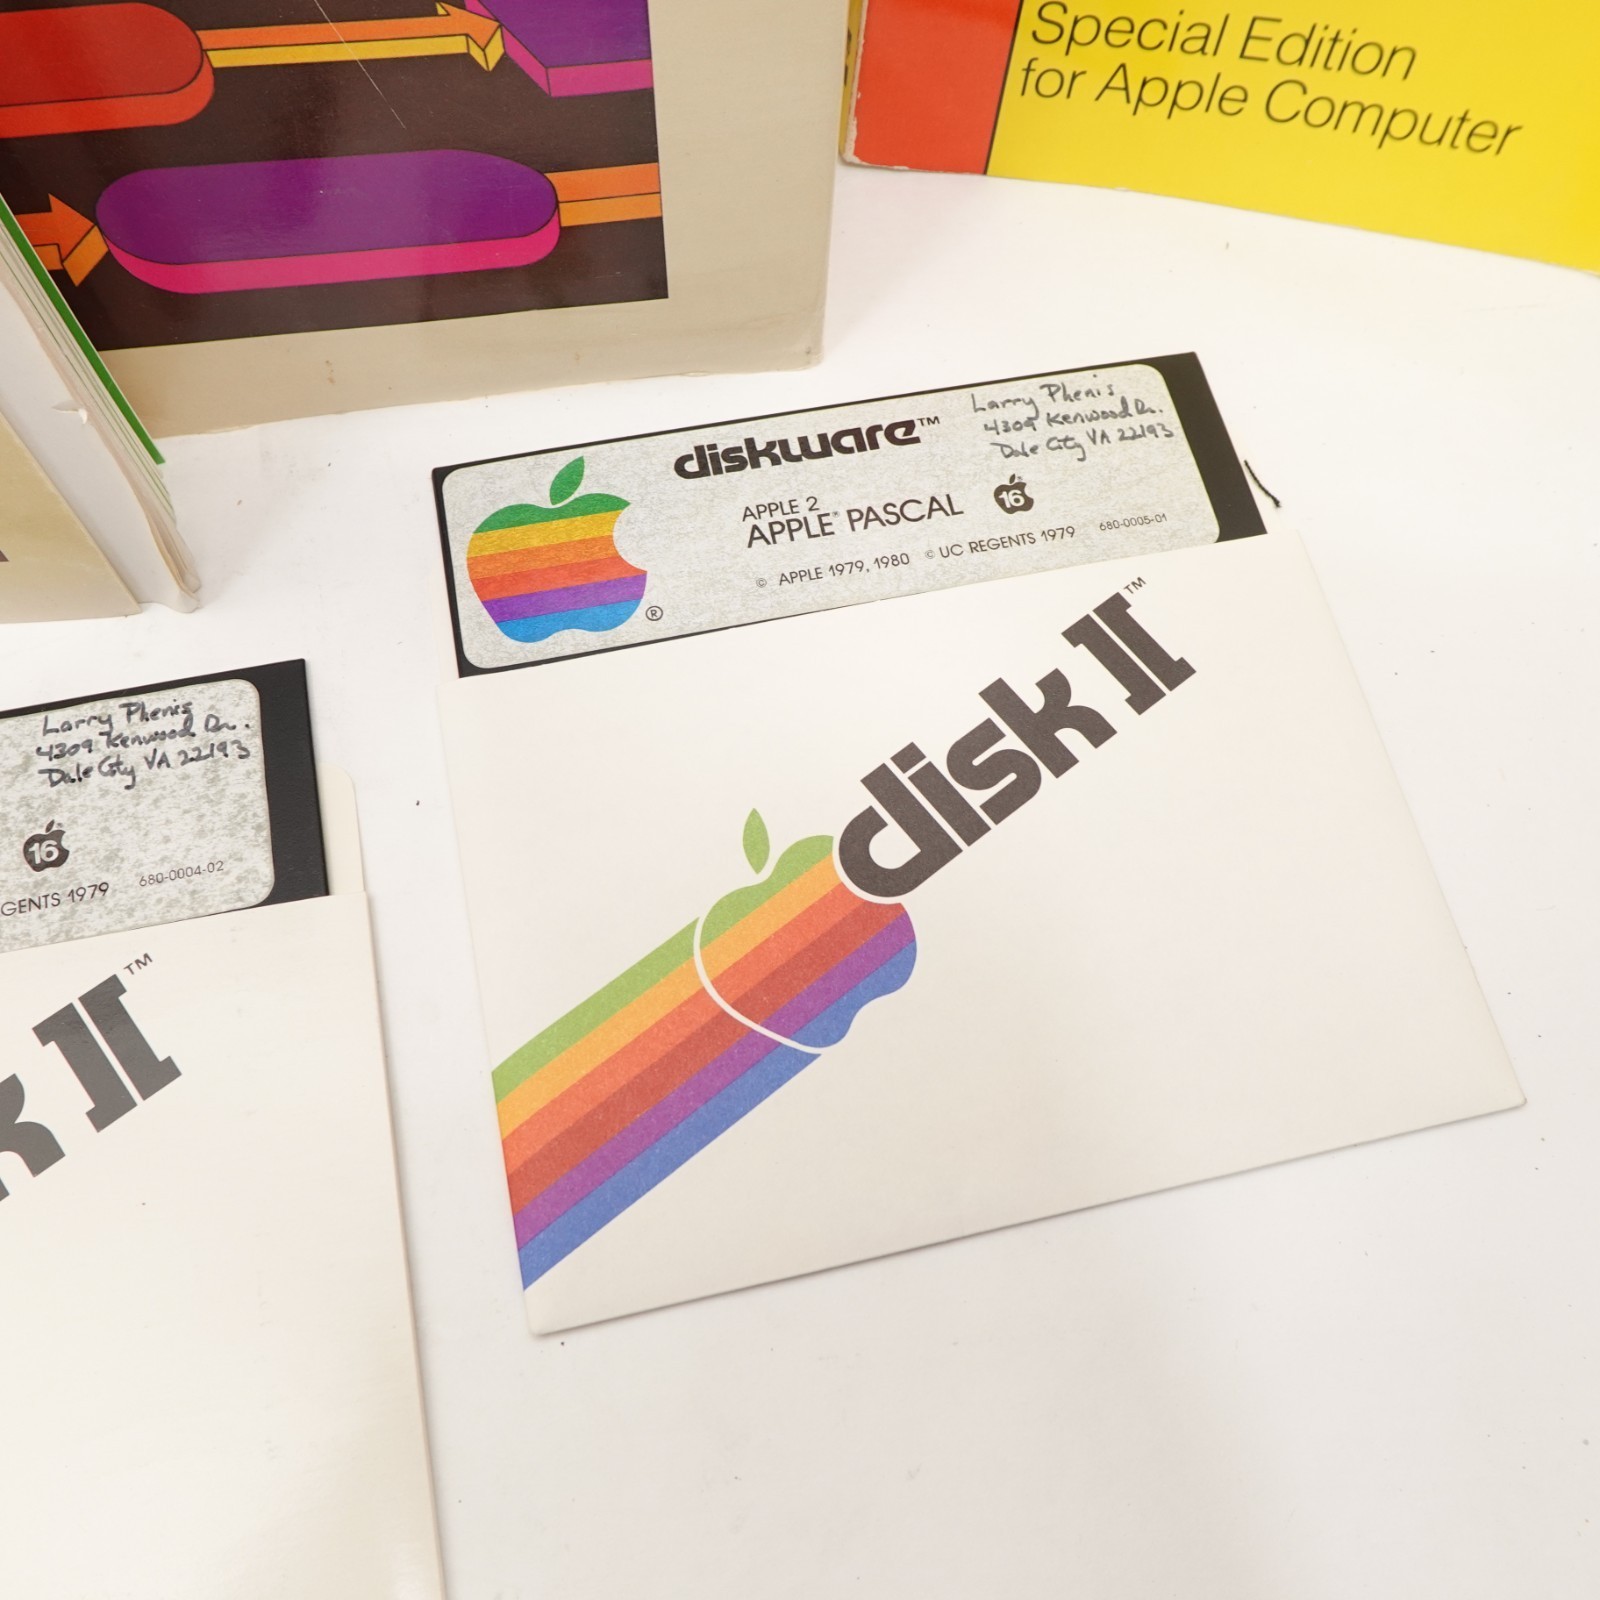 Special Edition
for Apple Computer
diskware™
Larry Phenis
4309 Kenwood Dr.
Dale City VA 22193
APPLE 2
APPLE® PASCAL
16
© APPLE 1979, 1980 © UC REGENTS 1979 680-0005-01
®
disk II™
Larry Phenis
4309 Kenwood Dr.
Dale City VA 22193
16
GENTS 1979 680-0004-02
k II™